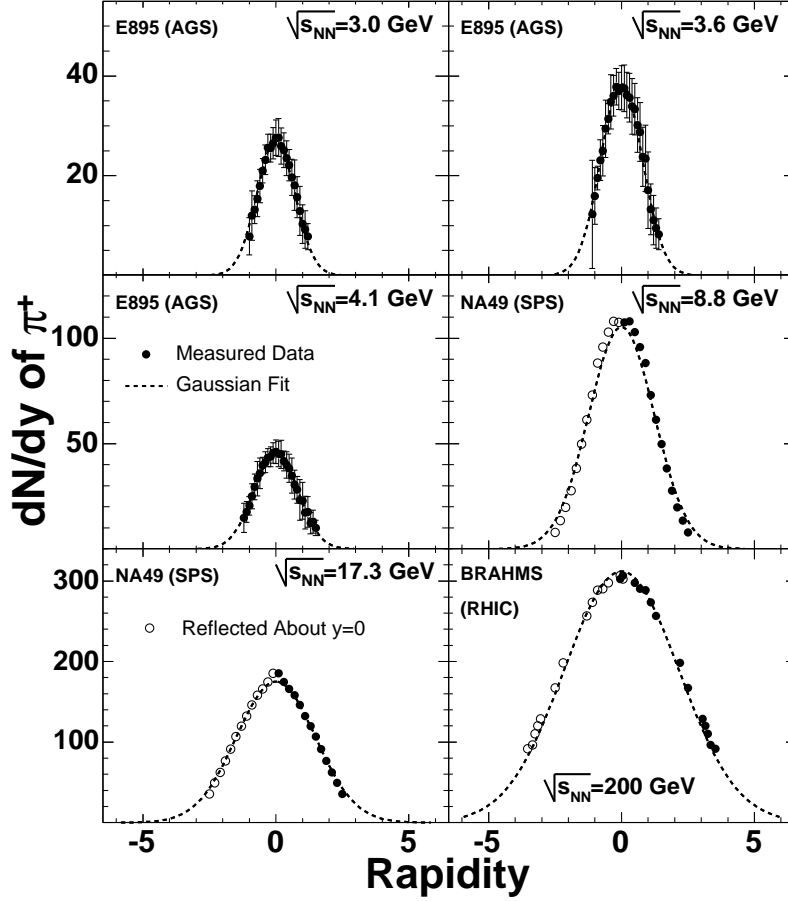 E895 (AGS) √sNN=3.0 GeV
E895 (AGS) √sNN=3.6 GeV
40
20
E895 (AGS) √sNN=4.1 GeV
NA49 (SPS) √sNN=8.8 GeV
100
50
Measured Data
Gaussian Fit
dN/dy of π+
NA49 (SPS) √sNN=17.3 GeV
BRAHMS
(RHIC)
300
200
100
Reflected About y=0
√sNN=200 GeV
-5 0 5 -5 0 5
Rapidity